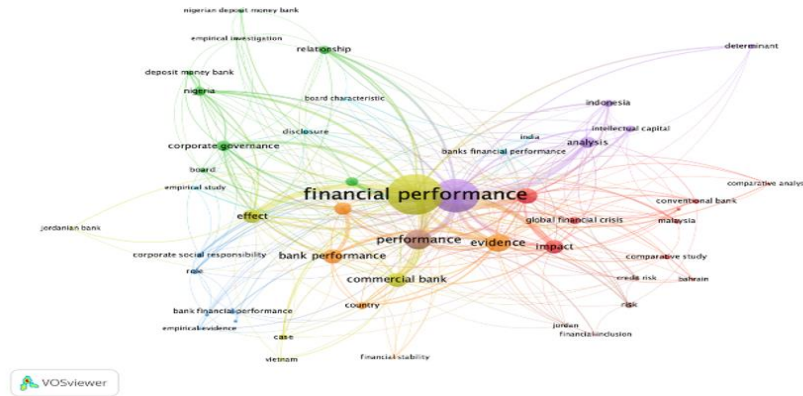 nigerian deposit money bank
empirical investigation
relationship
determinant
deposit money bank
nigeria
board characteristic
indonesia
disclosure
india
intellectual capital
corporate governance
banks financial performance
analysis
board
empirical study
financial performance
comparative analys
conventional bank
effect
global financial crisis
malaysia
jordanian bank
performance
evidence
impact
corporate social responsibility
bank performance
comparative study
role
commercial bank
credit risk
bahrain
country
risk
bank financial performance
empirical evidence
jordan
financial inclusion
case
vietnam
financial stability
VOSviewer